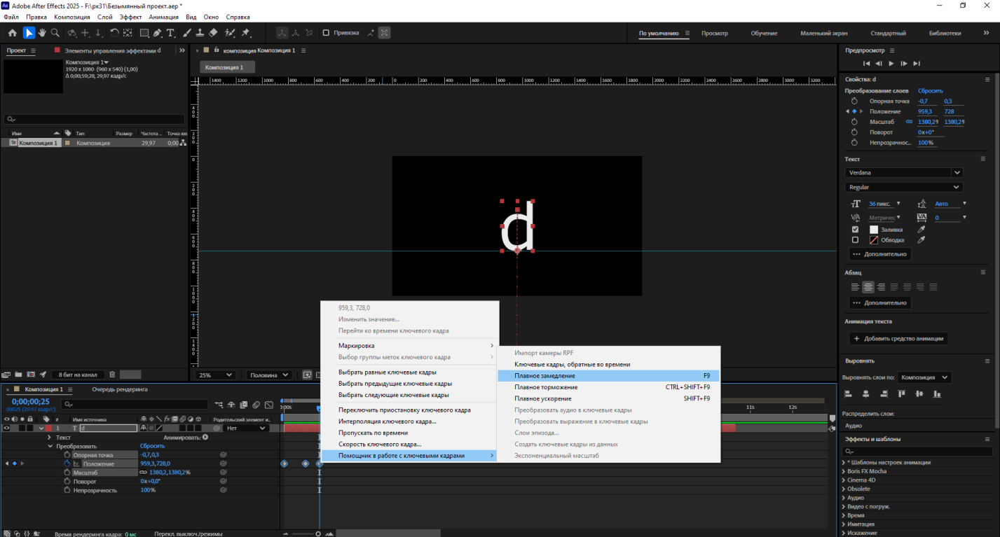 Adobe After Effects 2025 - F:\рк31\Безымянный проект.aep *
Файл Правка Композиция Слой Эффект Анимация Вид Окно Справка
Привязка
По умолчанию Просмотр Обучение Маленький экран Стандартный Библиотеки
Проект Элементы управления эффектами d
Композиция 1
1920 x 1080 (960 x 540) (1,00)
Δ 0;00;59;28, 29,97 кадр/с
Имя Тип Размер Частота ... Точка вхо
Композиция 1 Композиция 29,97 0;00
8 бит на канал
композиция Композиция 1
Композиция 1
1400 1200 1000 800 600 400 200 0 200 400 600 800 1000 1200 1400 1600 1800 2000 2200 2400 2600 2800 3000 3200
d
25% Половина
959,3, 728,0
Изменить значение...
Перейти ко времени ключевого кадра
Маркировка
Выбор группы меток ключевого кадра
Выбрать равные ключевые кадры
Выбрать предыдущие ключевые кадры
Выбрать следующие ключевые кадры
Переключить приостановку ключевого кадра
Интерполяция ключевого кадра...
Пропускать по времени
Скорость ключевого кадра...
Помощник в работе с ключевыми кадрами
Импорт камеры RPF
Ключевые кадры, обратные во времени
Плавное замедление F9
Плавное торможение CTRL+SHIFT+F9
Плавное ускорение SHIFT+F9
Преобразовать аудио в ключевые кадры
Преобразовать выражение в ключевые кадры
Слои эпизода...
Создать ключевые кадры из данных
Экспоненциальный масштаб
Предпросмотр
Свойства: d
Преобразование слоев Сбросить
Опорная точка -0,7 0,3
Положение 959,3 728
Масштаб 1380,29 1380,29
Поворот 0x+0°
Непрозрачнос... 100%
Текст
Verdana
Regular
36 пикс. Авто
Метричес 0
Заливка
Обводка
Дополнительно
Абзац
Дополнительно
Анимация текста
Добавить средство анимации
Выровнять
Выровнять слои по: Композиция
Распределить слои:
Аудио
Эффекты и шаблоны
* Шаблоны настроек анимации
Boris FX Mocha
Cinema 4D
Obsolete
Аудио
Видео с погруж.
Время
Имитация
Искажение
Композиция 1 Очередь рендеринга
0;00;00;25
00025 (29,97 кадр/с)
:00s 11s 12s
# Имя источника Родительский элемент и...
1 T d Нет
Текст Анимировать:
Преобразовать Сбросить
Опорная точка -0,7,0,3
Положение 959,3,728,0
Масштаб 1380,2,1380,2%
Поворот 0x+0,0°
Непрозрачность 100%
Время рендеринга кадра: 0 мс Перекл. выключ./режимы